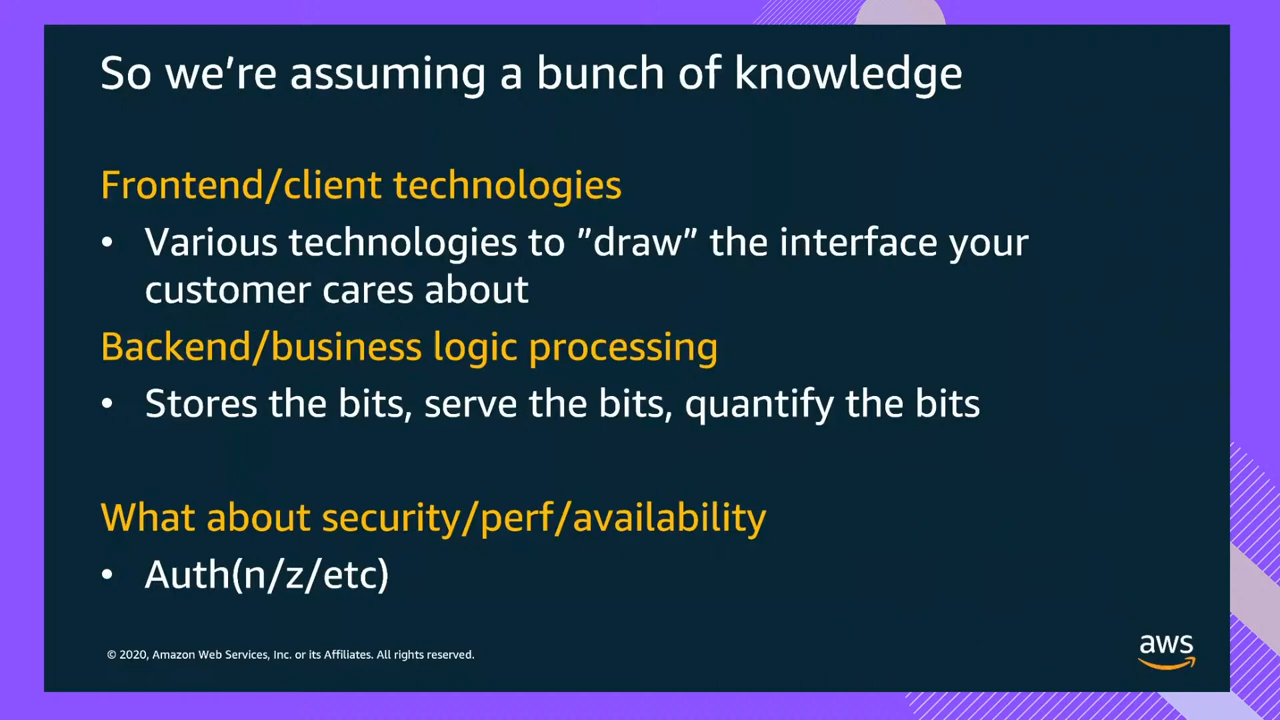 So we're assuming a bunch of knowledge
Frontend/client technologies
• Various technologies to ”draw” the interface your
customer cares about
Backend/business logic processing
• Stores the bits, serve the bits, quantify the bits
What about security/perf/availability
• Auth(n/z/etc)
© 2020, Amazon Web Services, Inc. or its Affiliates. All rights reserved.
aws